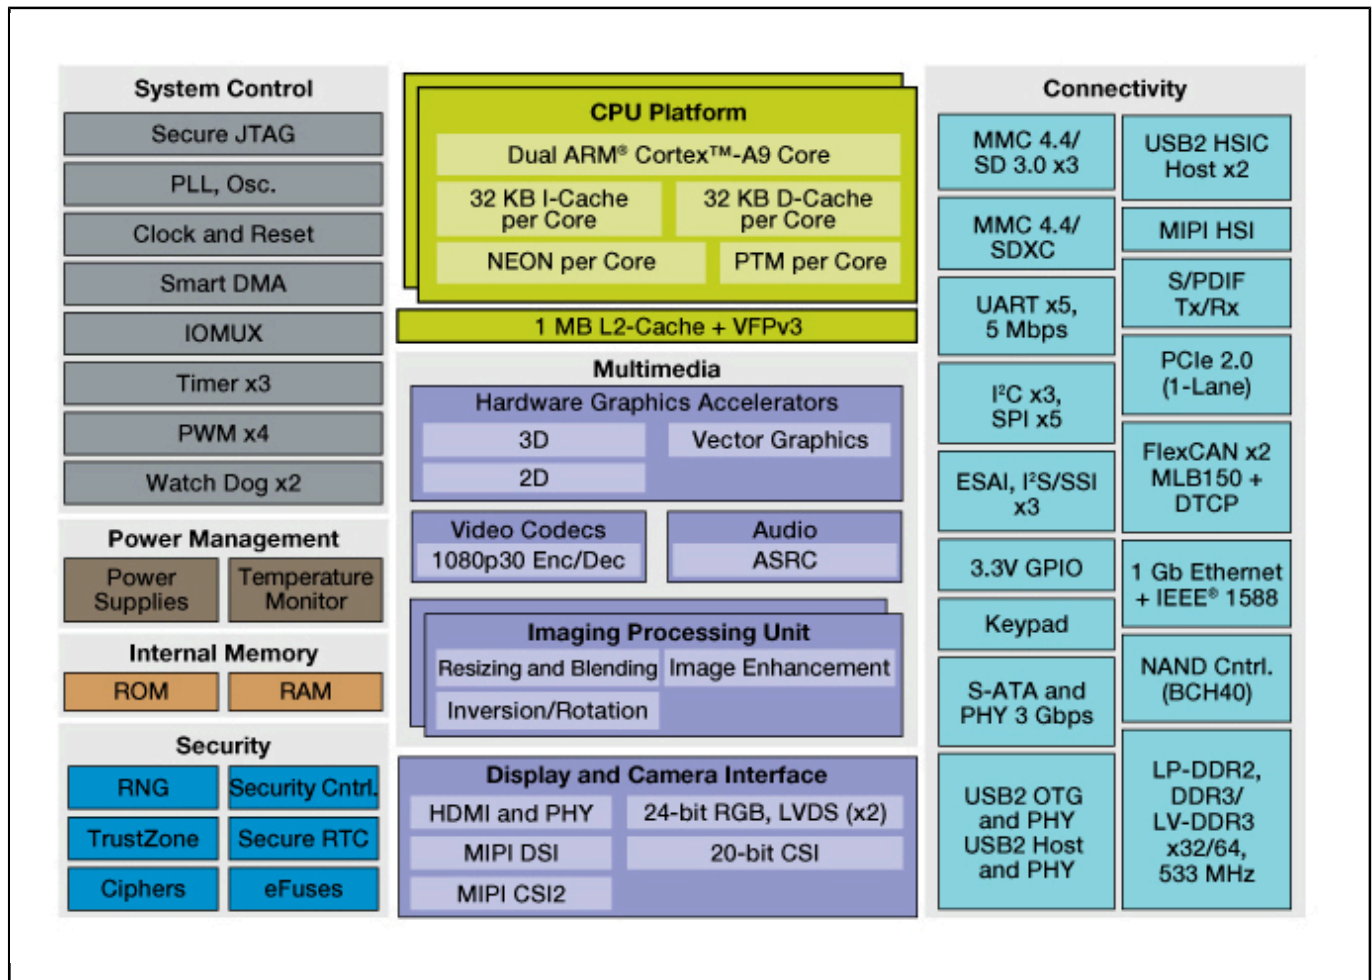 System Control
Secure JTAG
PLL, Osc.
Clock and Reset
Smart DMA
IOMUX
Timer x3
PWM x4
Watch Dog x2
Power Management
Power
Supplies
Temperature
Monitor
Internal Memory
ROM
RAM
Security
RNG
Security Cntrl.
TrustZone
Secure RTC
Ciphers
eFuses
CPU Platform
Dual ARM® Cortex™-A9 Core
32 KB I-Cache
per Core
32 KB D-Cache
per Core
NEON per Core
PTM per Core
1 MB L2-Cache + VFPv3
Multimedia
Hardware Graphics Accelerators
3D
Vector Graphics
2D
Video Codecs
1080p30 Enc/Dec
Audio
ASRC
Imaging Processing Unit
Resizing and Blending
Image Enhancement
Inversion/Rotation
Display and Camera Interface
HDMI and PHY
24-bit RGB, LVDS (x2)
MIPI DSI
20-bit CSI
MIPI CSI2
Connectivity
MMC 4.4/
SD 3.0 x3
MMC 4.4/
SDXC
UART x5,
5 Mbps
I²C x3,
SPI x5
ESAI, I²S/SSI
x3
3.3V GPIO
Keypad
S-ATA and
PHY 3 Gbps
USB2 OTG
and PHY
USB2 Host
and PHY
USB2 HSIC
Host x2
MIPI HSI
S/PDIF
Tx/Rx
PCIe 2.0
(1-Lane)
FlexCAN x2
MLB150 +
DTCP
1 Gb Ethernet
+ IEEE® 1588
NAND Cntrl.
(BCH40)
LP-DDR2,
DDR3/
LV-DDR3
x32/64,
533 MHz